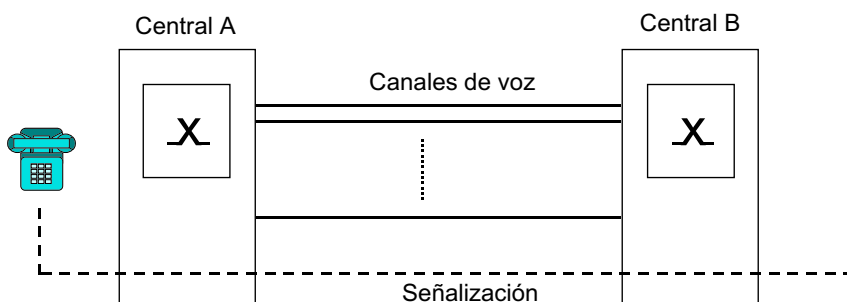 Central A
Central B
Canales de voz
X
X
Señalización